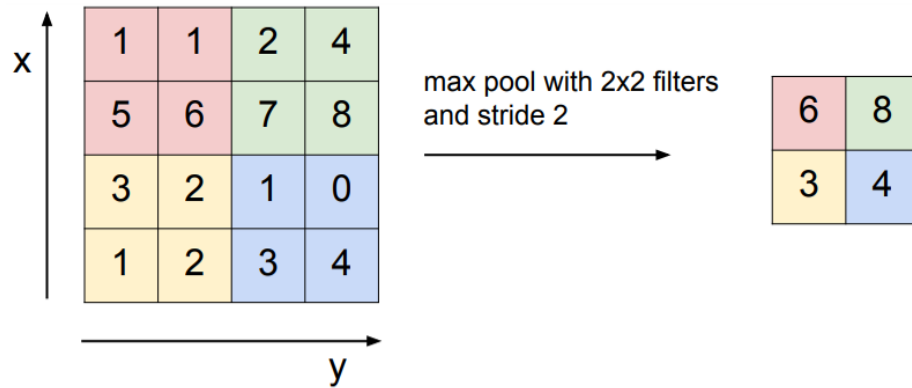 x
1 1 2 4
5 6 7 8
3 2 1 0
1 2 3 4
y
max pool with 2x2 filters
and stride 2
6 8
3 4